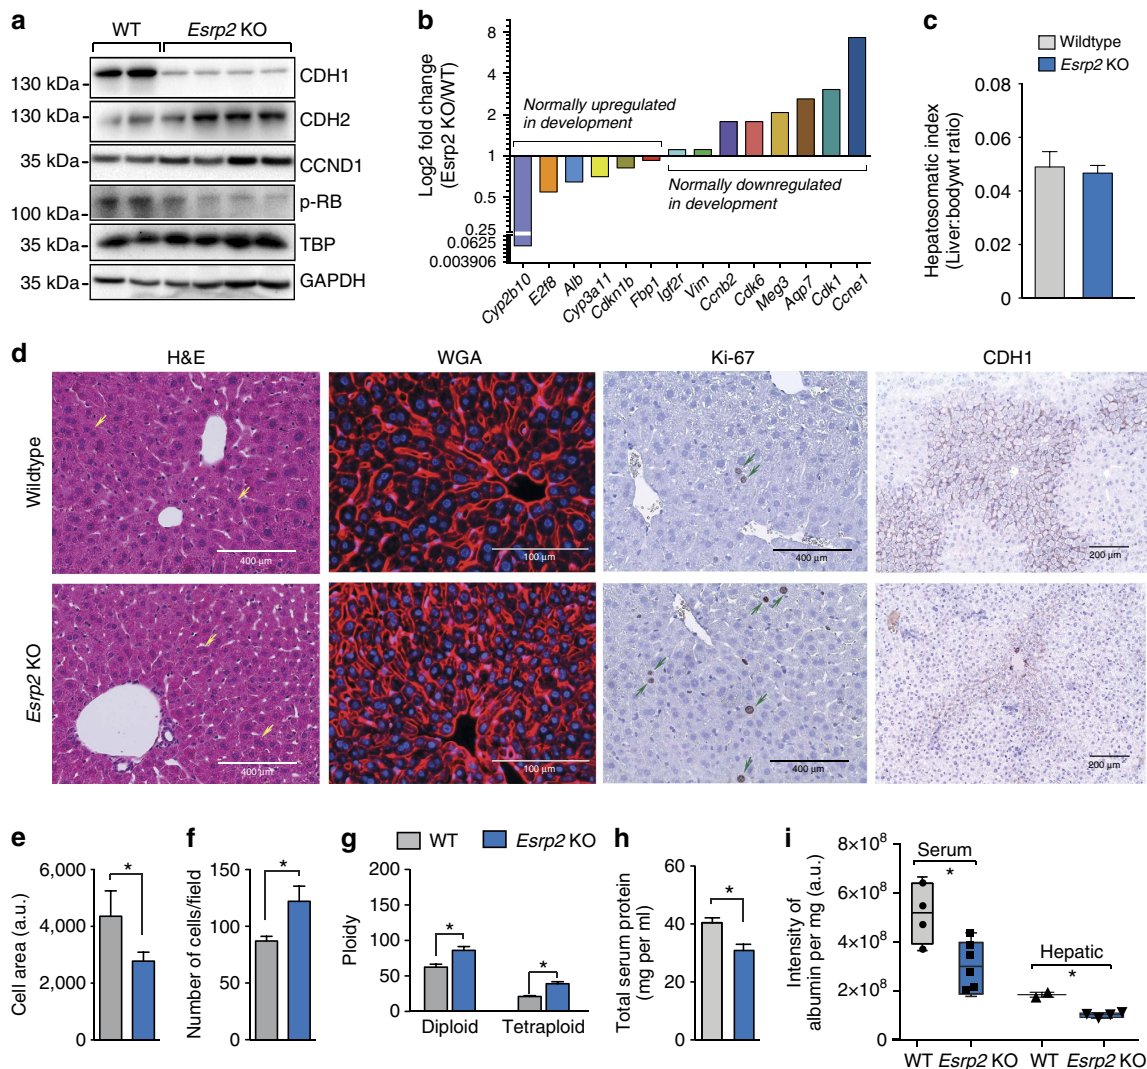 a
WT
Esrp2 KO
130 kDa
CDH1
130 kDa
CDH2
35 kDa
CCND1
100 kDa
p-RB
35 kDa
TBP
35 kDa
GAPDH
b
Log2 fold change
(Esrp2 KO/WT)
8
4
2
1
0.5
0.25
0.0625
0.003906
Normally upregulated
in development
Normally downregulated
in development
Cyp2b10
E2f8
Alb
Cyp3a11
Cdkn1b
Fbp1
Igf2r
Vim
Ccnb2
Cdk6
Meg3
Aqp7
Cdk1
Ccne1
c
Wildtype
Esrp2 KO
Hepatosomatic index
(Liver:bodywt ratio)
0.08
0.06
0.04
0.02
0
d
H&E
WGA
Ki-67
CDH1
Wildtype
400 µm
100 µm
400 µm
200 µm
Esrp2 KO
400 µm
100 µm
400 µm
200 µm
e
Cell area (a.u.)
6,000
4,000
2,000
0
*
f
Number of cells/field
150
100
50
0
*
g
WT
Esrp2 KO
Ploidy
200
150
100
50
0
*
*
Diploid
Tetraploid
h
Total serum protein
(mg per ml)
60
40
20
0
*
i
Intensity of
albumin per mg (a.u.)
8×10⁸
6×10⁸
4×10⁸
2×10⁸
0
Serum
*
Hepatic
*
WT
Esrp2 KO
WT
Esrp2 KO